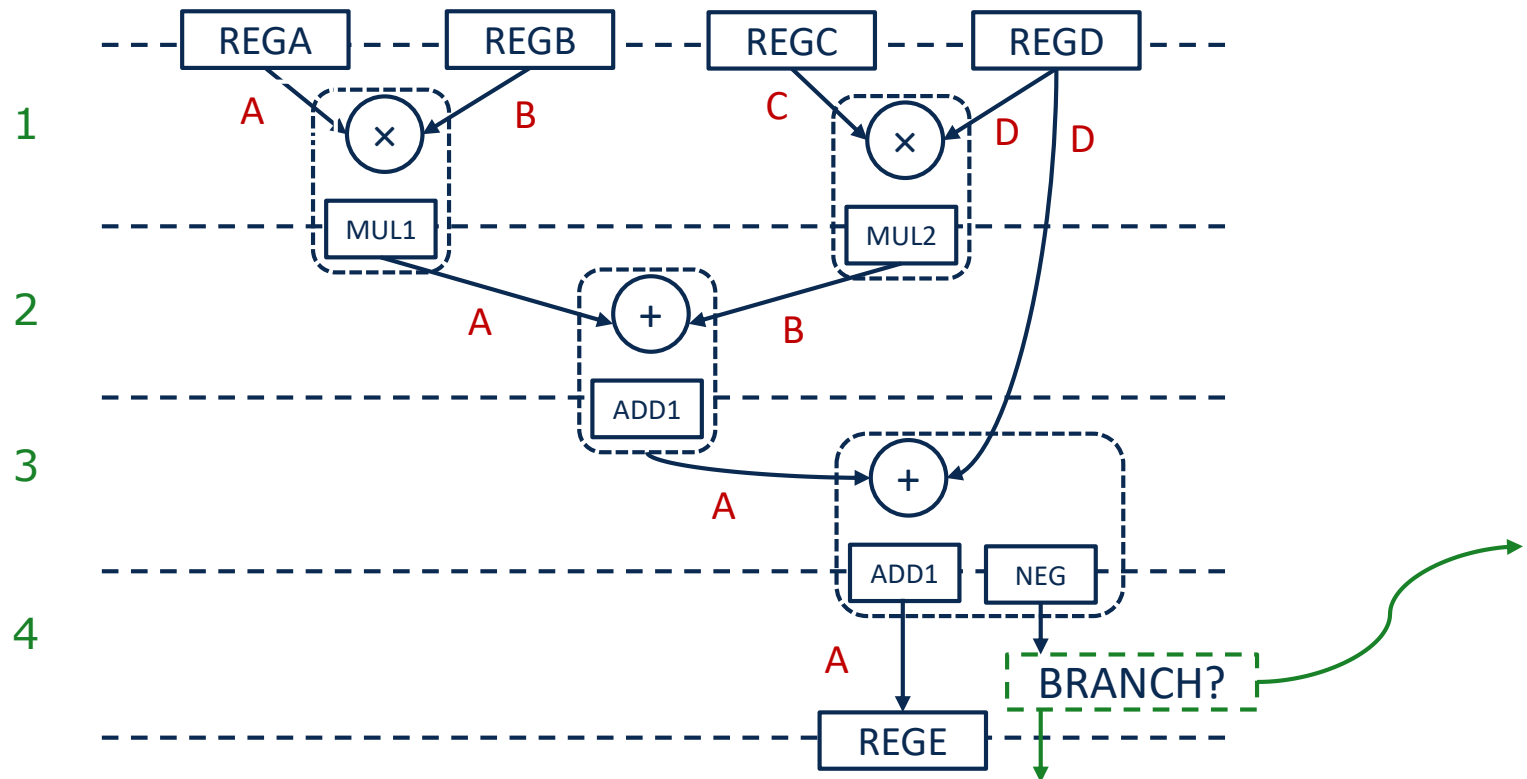 REGA REGB REGC REGD
A B C D D
1
× ×
MUL1 MUL2
2
A + B
ADD1
3
A +
ADD1 NEG
4
A BRANCH?
REGE